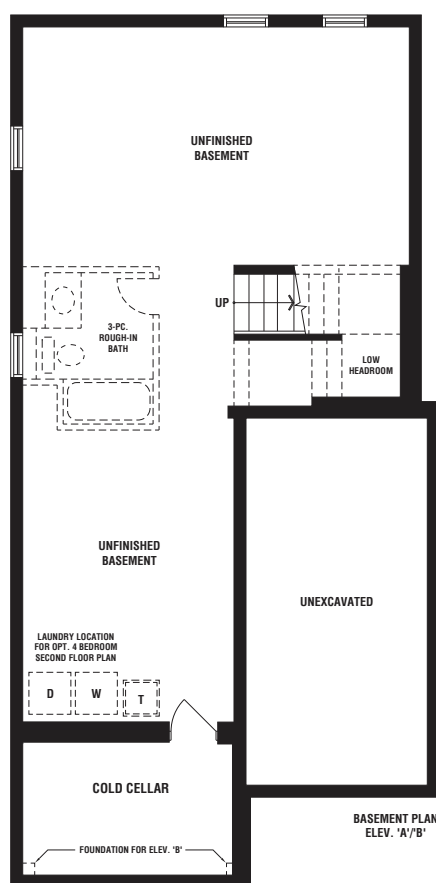 UNFINISHED
BASEMENT
UP
3-PC.
ROUGH-IN
BATH
LOW
HEADROOM
UNFINISHED
BASEMENT
UNEXCAVATED
LAUNDRY LOCATION
FOR OPT. 4 BEDROOM
SECOND FLOOR PLAN
D W T
COLD CELLAR
BASEMENT PLAN
ELEV. 'A'/'B'
FOUNDATION FOR ELEV. 'B'